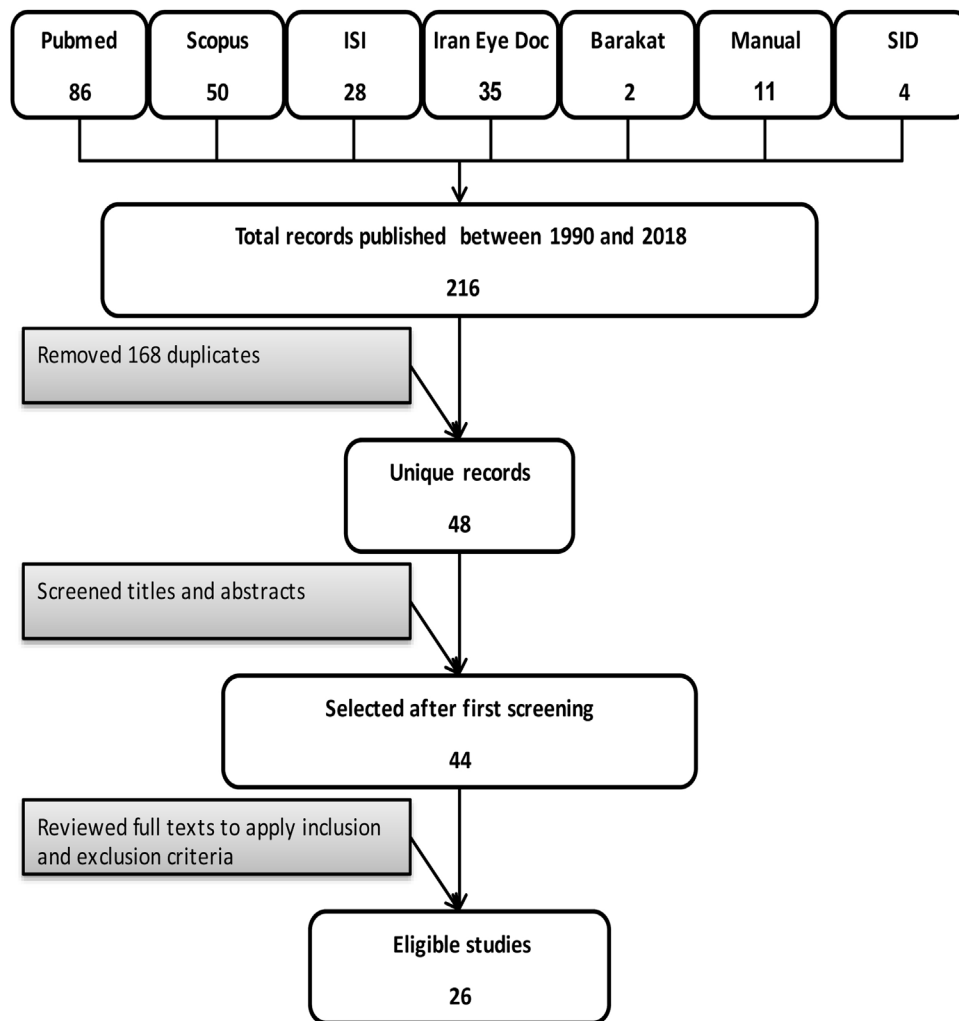 Pubmed
86
Scopus
50
ISI
28
Iran Eye Doc
35
Barakat
2
Manual
11
SID
4
Total records published between 1990 and 2018
216
Removed 168 duplicates
Unique records
48
Screened titles and abstracts
Selected after first screening
44
Reviewed full texts to apply inclusion
and exclusion criteria
Eligible studies
26